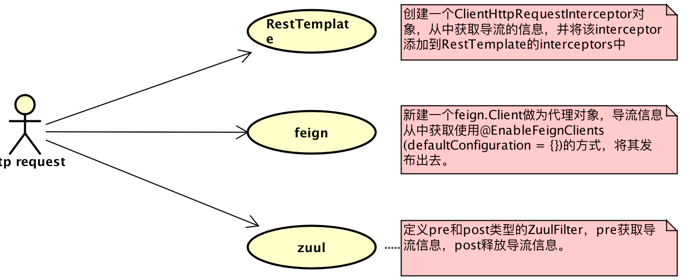 RestTemplat
e
创建一个ClientHttpRequestInterceptor对
象，从中获取导流的信息，并将该interceptor
添加到RestTemplate的interceptors中
feign
新建一个feign.Client做为代理对象，导流信息
从中获取使用@EnableFeignClients
(defaultConfiguration = {})的方式，将其发
布出去。
tp request
zuul
定义pre和post类型的ZuulFilter，pre获取导
流信息，post释放导流信息。